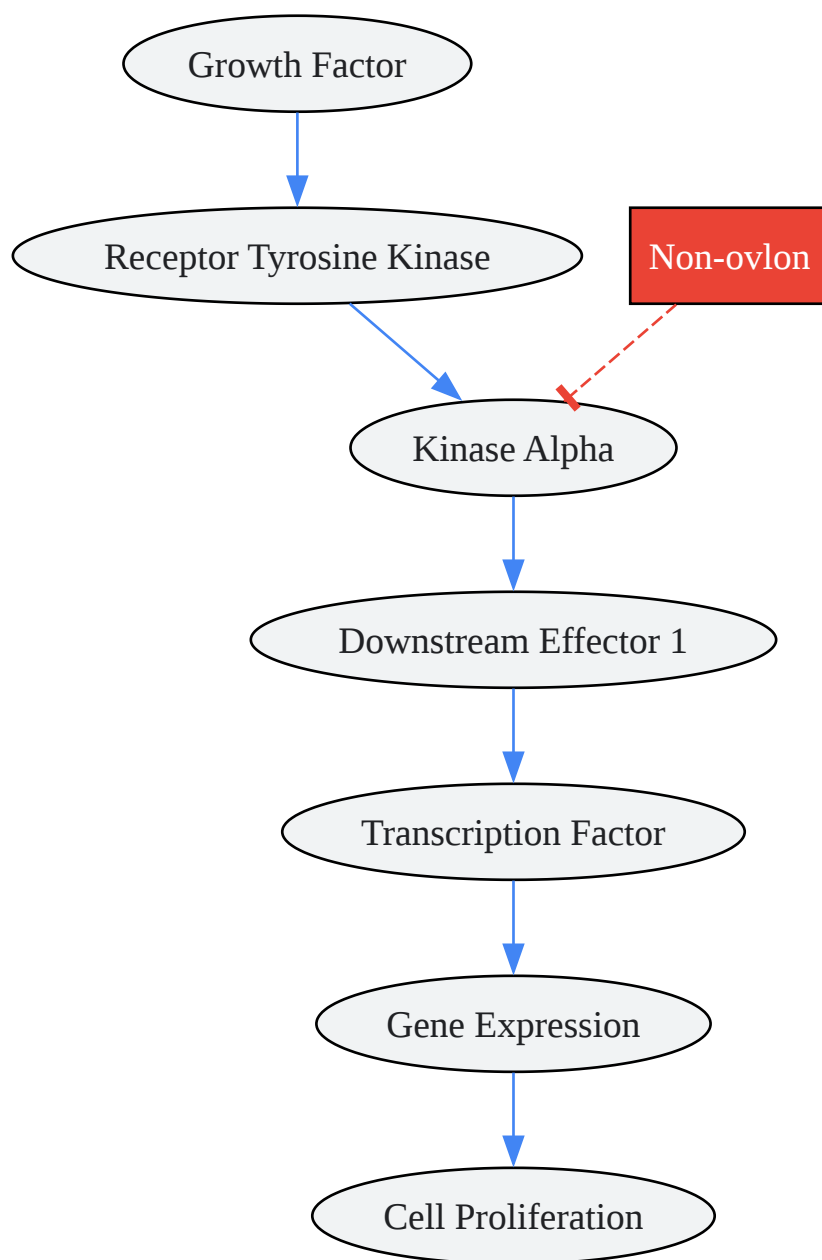 Growth Factor
Receptor Tyrosine Kinase
Non-ovlon
Kinase Alpha
Downstream Effector 1
Transcription Factor
Gene Expression
Cell Proliferation